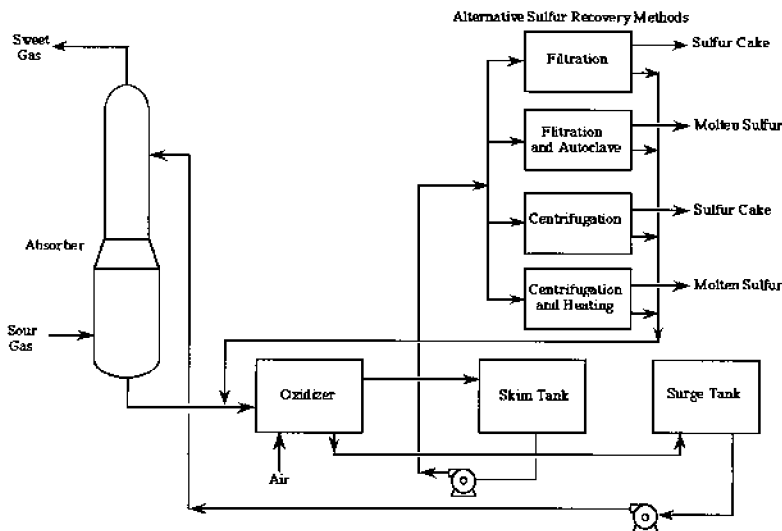 Alternative Sulfur Recovery Methods
Sweet
Gas
Filtration
Sulfur Cake
Flitration
and Autoclave
Molten Sulfur
Centrifugation
Sulfur Cake
Absorber
Centrifugation
and Heating
Molten Sulfur
Sour
Gas
Oxidizer
Skim Tank
Surge Tank
Air